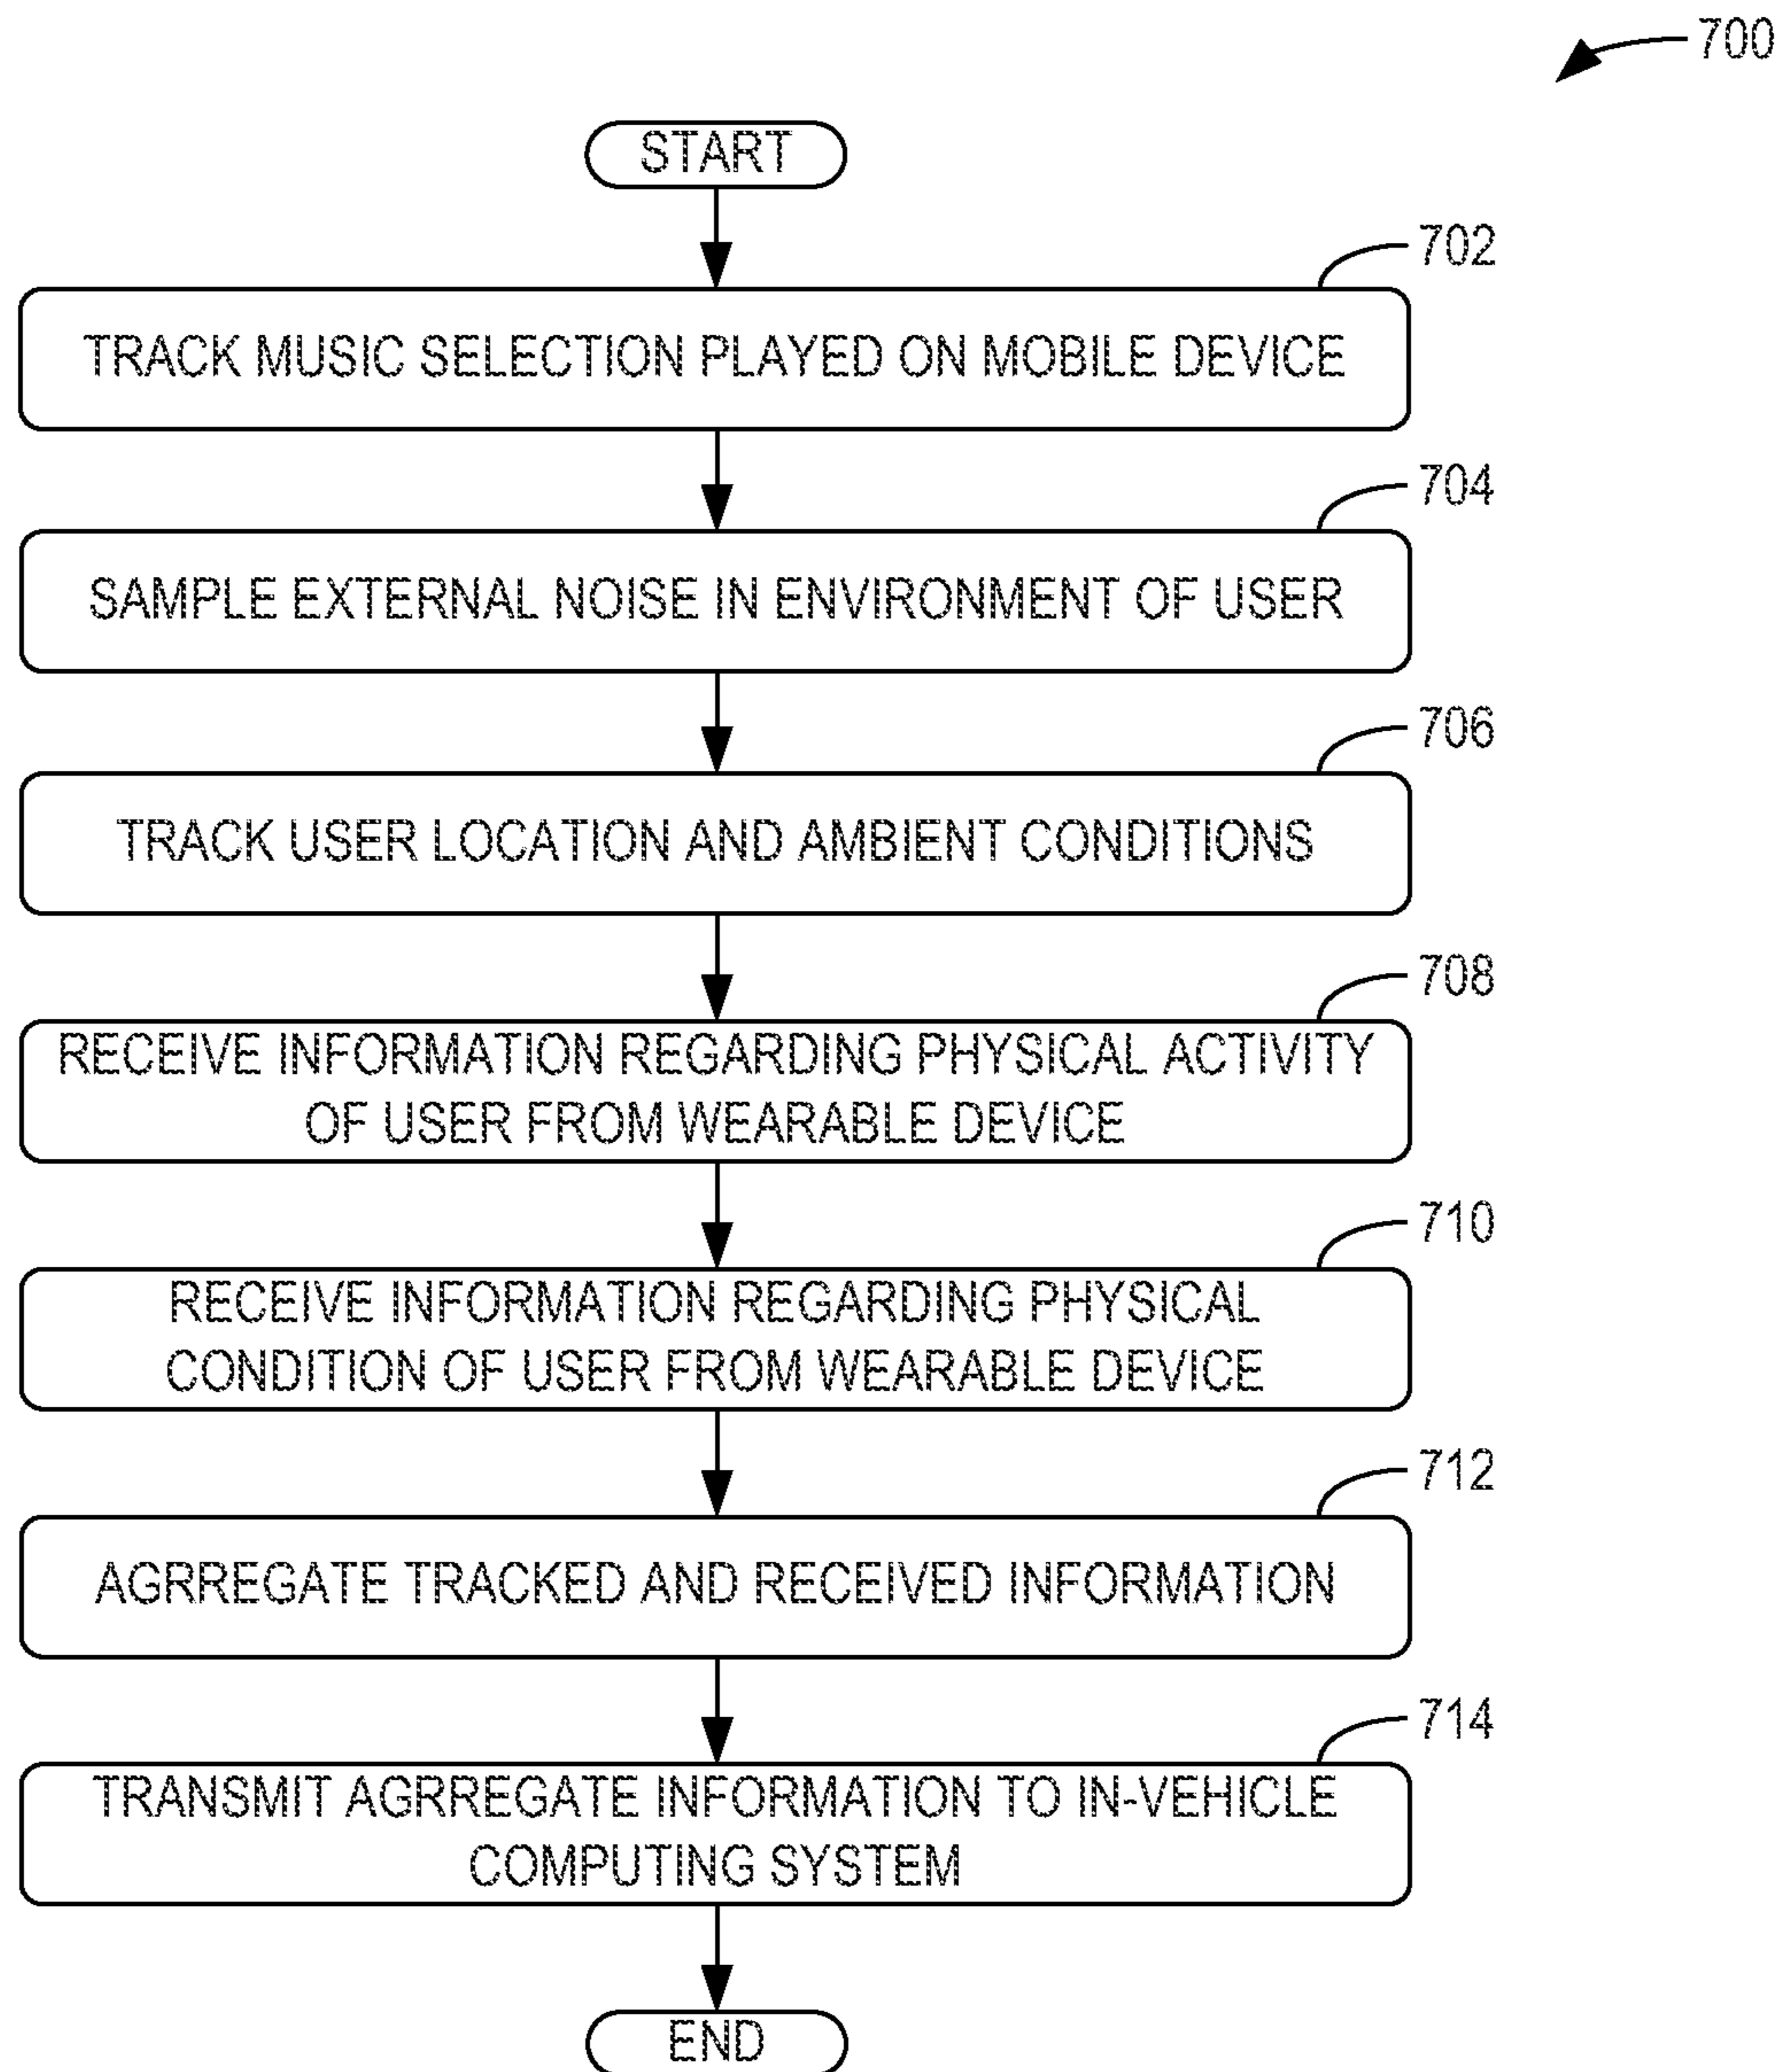 700
START
702
TRACK MUSIC SELECTION PLAYED ON MOBILE DEVICE
704
SAMPLE EXTERNAL NOISE IN ENVIRONMENT OF USER
706
TRACK USER LOCATION AND AMBIENT CONDITIONS
708
RECEIVE INFORMATION REGARDING PHYSICAL ACTIVITY
OF USER FROM WEARABLE DEVICE
710
RECEIVE INFORMATION REGARDING PHYSICAL
CONDITION OF USER FROM WEARABLE DEVICE
712
AGRREGATE TRACKED AND RECEIVED INFORMATION
714
TRANSMIT AGRREGATE INFORMATION TO IN-VEHICLE
COMPUTING SYSTEM
END